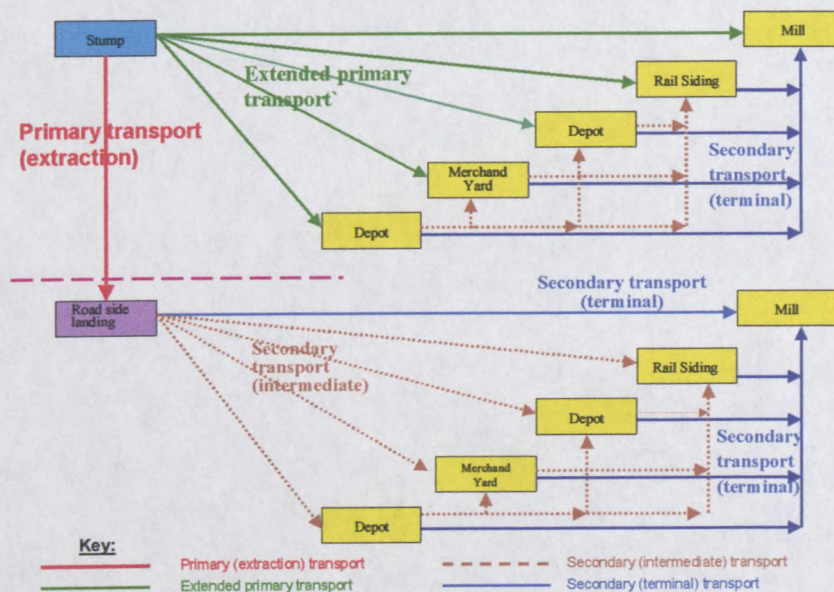 Stump
Mill
Extended primary
transport`
Rail Siding
Primary transport
(extraction)
Depot
Secondary
transport
(terminal)
Merchand
Yard
Depot
Secondary transport
(terminal)
Road side
landing
Mill
Secondary
transport
(intermediate)
Rail Siding
Depot
Secondary
transport
(terminal)
Merchand
Yard
Depot
Key:
Primary (extraction) transport
Secondary (intermediate) transport
Extended primary transport
Secondary (terminal) transport